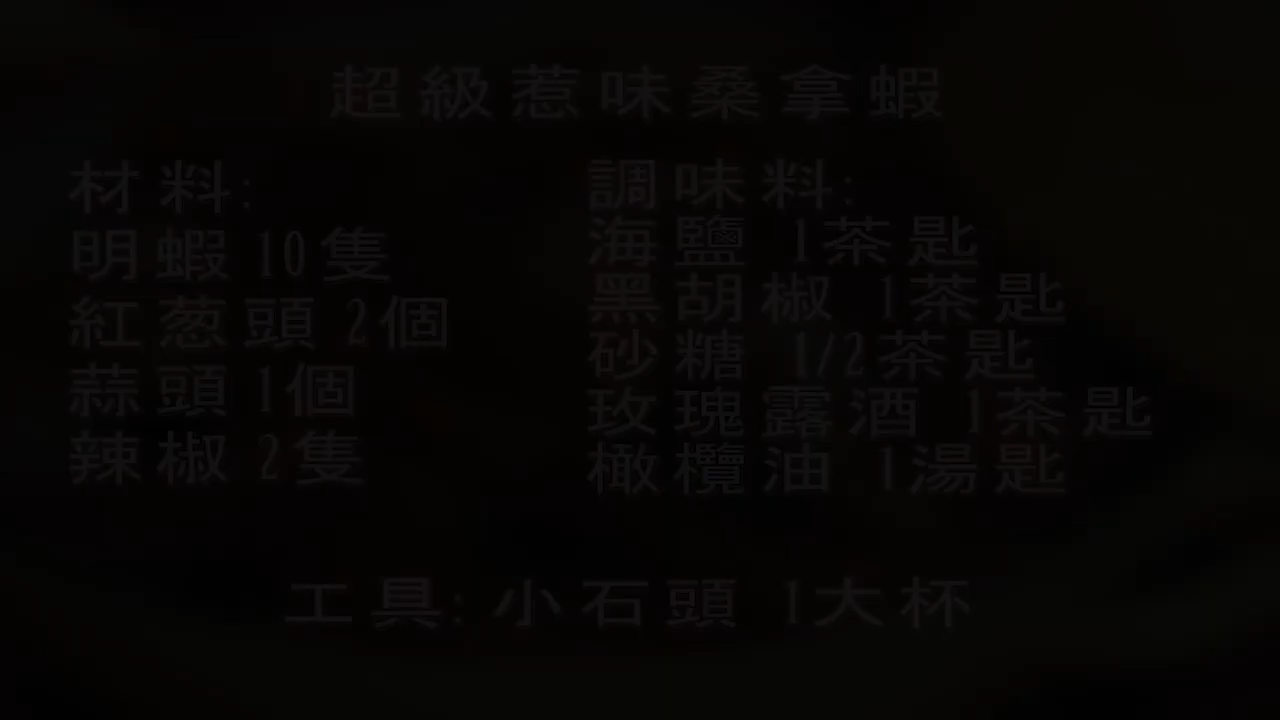 超級惹味桑拿蝦
材料:
明蝦 10隻
紅葱頭 2個
蒜頭 1個
辣椒 2隻
調味料:
海鹽 1茶匙
黑胡椒 1茶匙
砂糖 1/2茶匙
玫瑰露酒 1茶匙
橄欖油 1湯匙
工具: 小石頭 1大杯